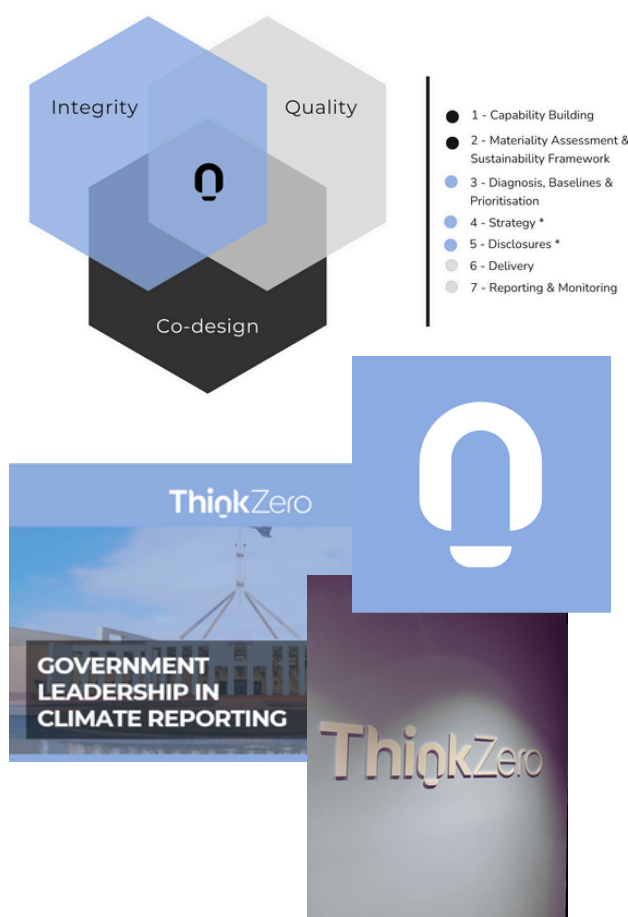 Integrity
Quality
Co-design
1 - Capability Building
2 - Materiality Assessment &
Sustainability Framework
3 - Diagnosis, Baselines &
Prioritisation
4 - Strategy *
5 - Disclosures *
6 - Delivery
7 - Reporting & Monitoring
ThinkZero
GOVERNMENT
LEADERSHIP IN
CLIMATE REPORTING
ThinkZero